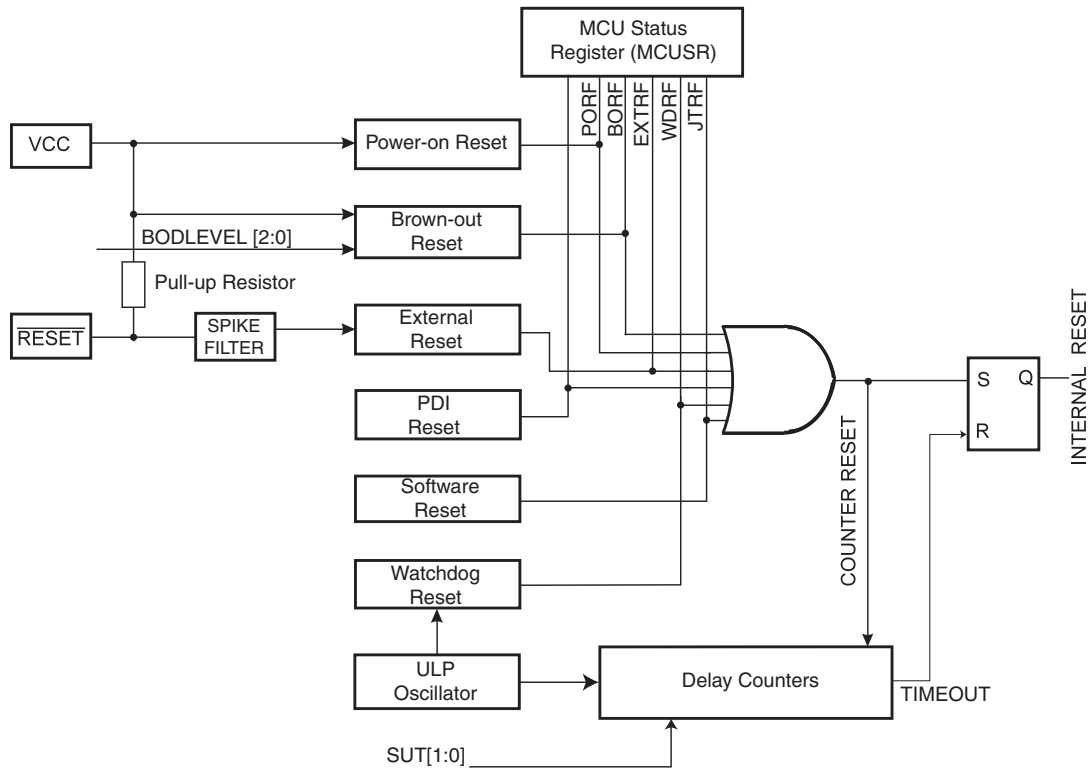 MCU Status
Register (MCUSR)
PORF
BORF
EXTRF
WDRF
JTRF
VCC
Power-on Reset
Brown-out
Reset
BODLEVEL [2:0]
Pull-up Resistor
RESET
SPIKE
FILTER
External
Reset
PDI
Reset
Software
Reset
Watchdog
Reset
ULP
Oscillator
Delay Counters
SUT[1:0]
COUNTER RESET
TIMEOUT
S
Q
R
INTERNAL RESET